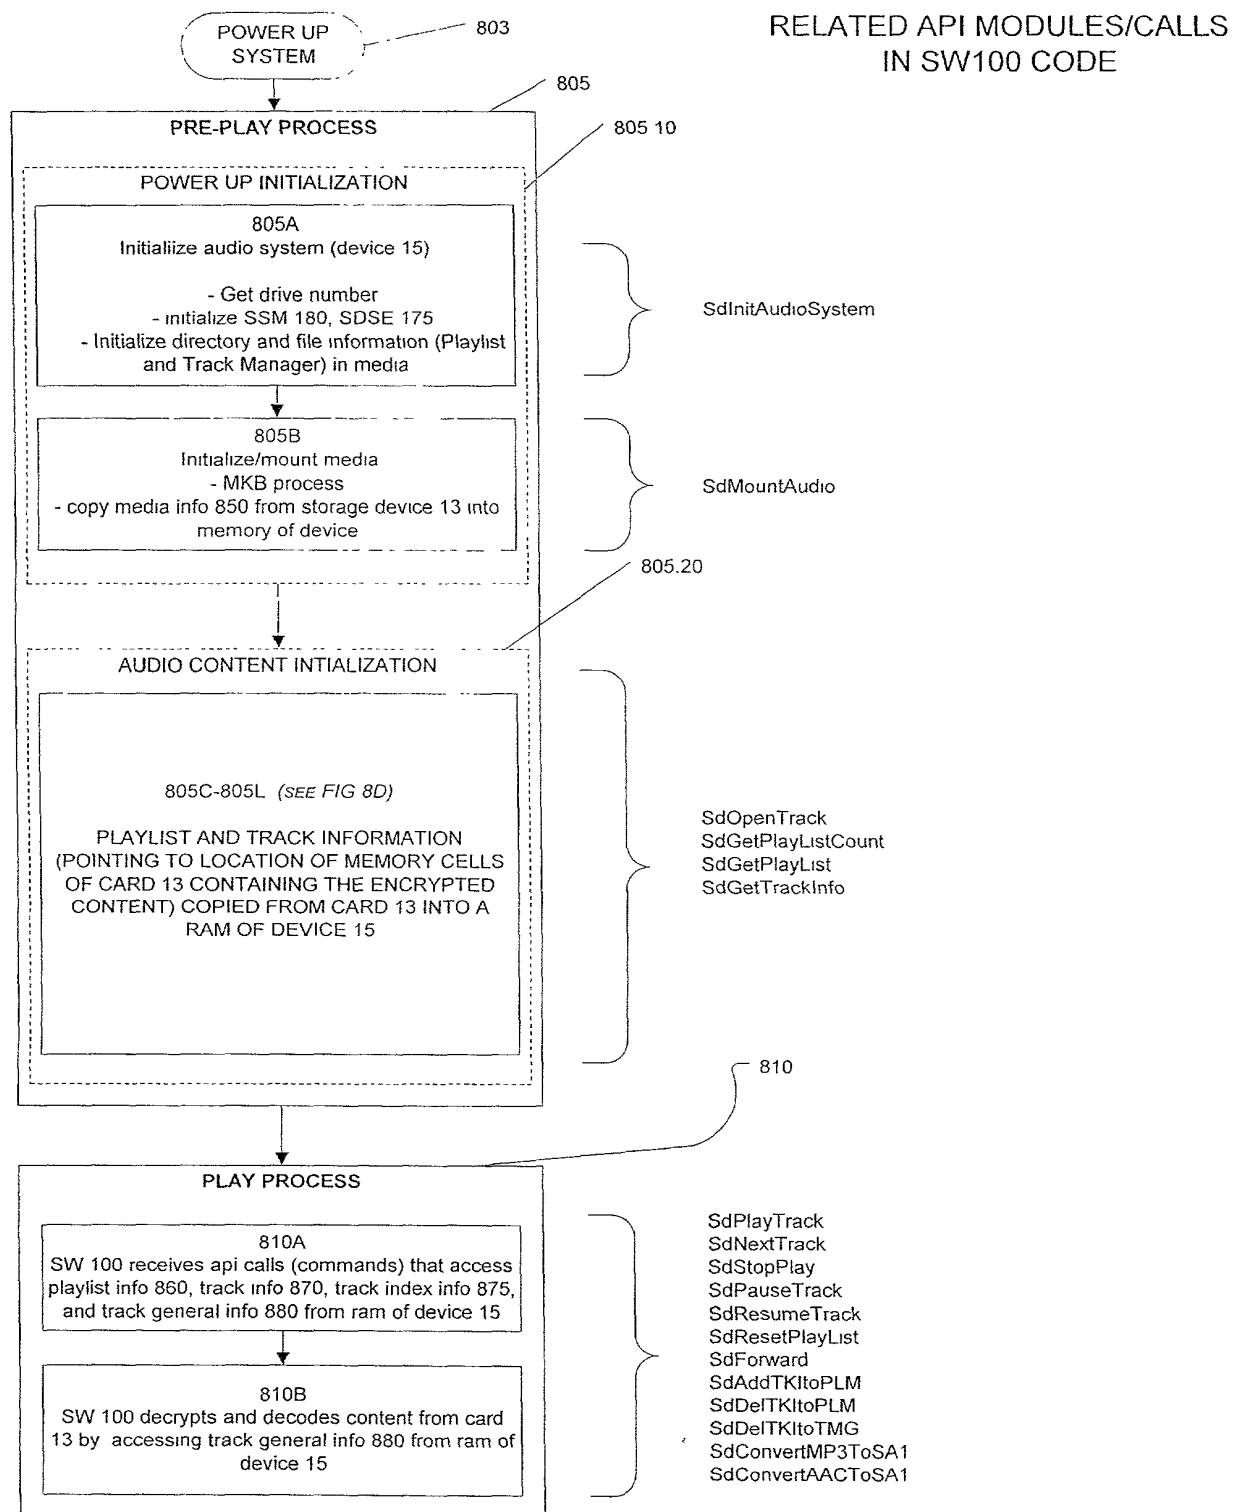 RELATED API MODULES/CALLS
IN SW100 CODE
POWER UP
SYSTEM
803
805
PRE-PLAY PROCESS
805 10
POWER UP INITIALIZATION
805A
Initialiize audio system (device 15)
- Get drive number
- initialize SSM 180, SDSE 175
- Initialize directory and file information (Playlist
and Track Manager) in media
SdInitAudioSystem
805B
Initialize/mount media
- MKB process
- copy media info 850 from storage device 13 into
memory of device
SdMountAudio
805.20
AUDIO CONTENT INTIALIZATION
805C-805L (SEE FIG 8D)
PLAYLIST AND TRACK INFORMATION
(POINTING TO LOCATION OF MEMORY CELLS
OF CARD 13 CONTAINING THE ENCRYPTED
CONTENT) COPIED FROM CARD 13 INTO A
RAM OF DEVICE 15
SdOpenTrack
SdGetPlayListCount
SdGetPlayList
SdGetTrackInfo
810
PLAY PROCESS
810A
SW 100 receives api calls (commands) that access
playlist info 860, track info 870, track index info 875,
and track general info 880 from ram of device 15
810B
SW 100 decrypts and decodes content from card
13 by accessing track general info 880 from ram of
device 15
SdPlayTrack
SdNextTrack
SdStopPlay
SdPauseTrack
SdResumeTrack
SdResetPlayList
SdForward
SdAddTKItoPLM
SdDelTKItoPLM
SdDelTKItoTMG
SdConvertMP3ToSA1
SdConvertAACToSA1